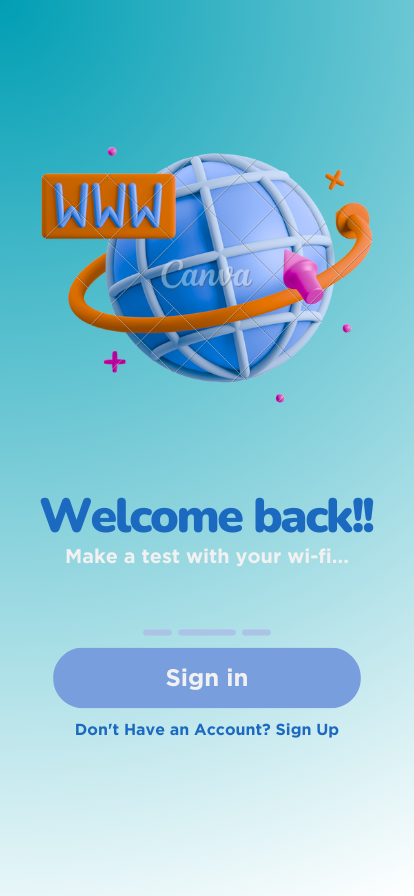 WWW
Canva
Welcome back!!
Make a test with your wi-fi...
Sign in
Don't Have an Account? Sign Up